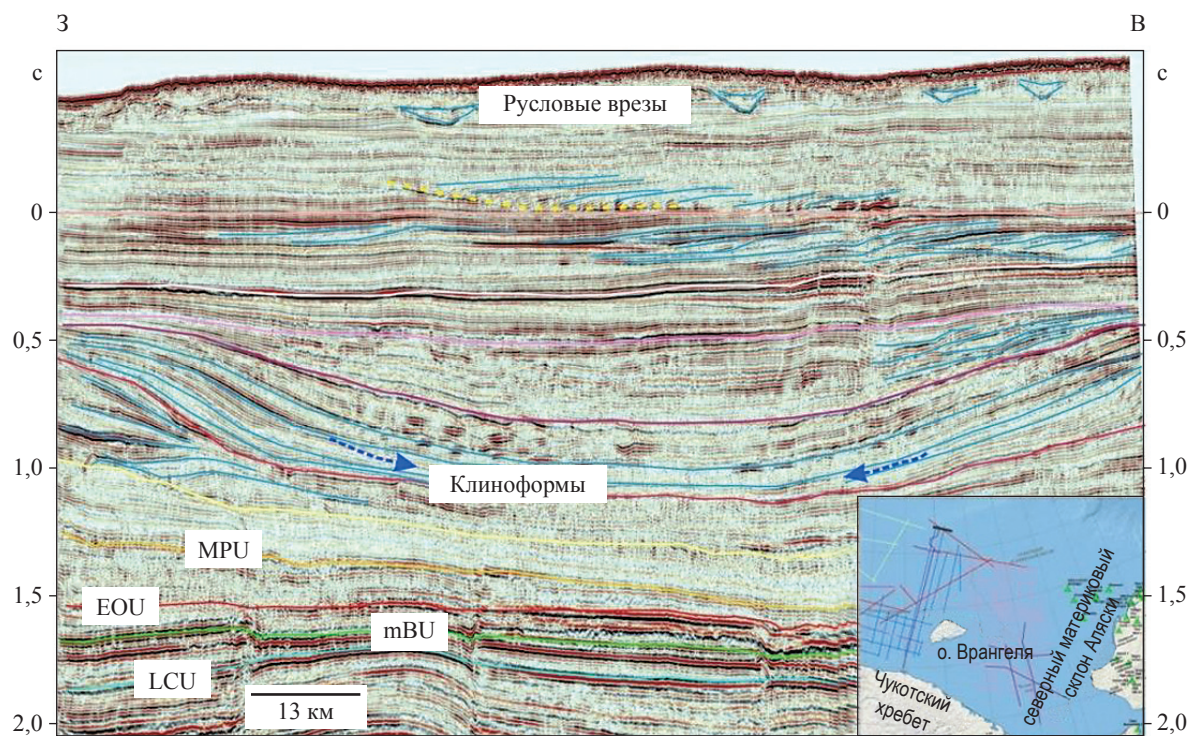 З
В
с
с
Русловые врезы
0
0
0,5
0,5
Клиноформы
1,0
1,0
MPU
EOU
mBU
1,5
1,5
LCU
13 км
2,0
2,0
о. Врангеля
Чукотский
хребет
северный материковый
склтон Аляски